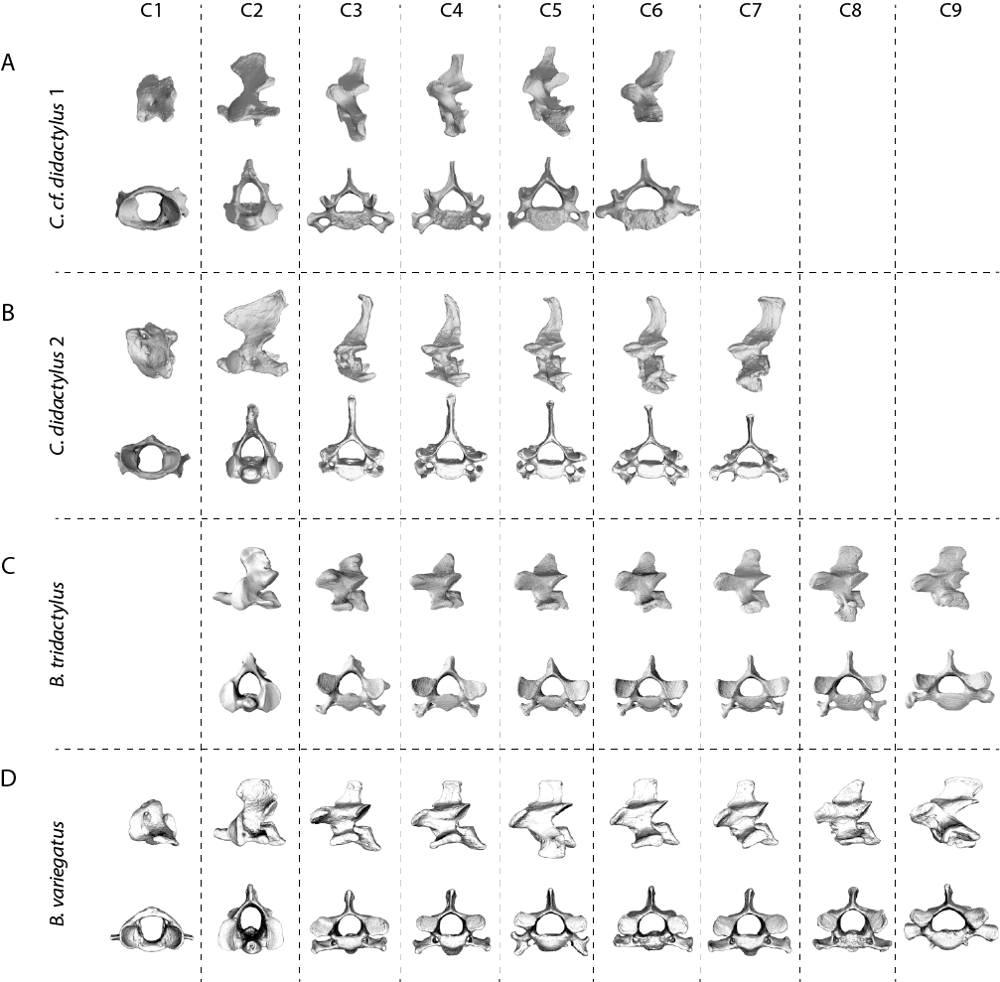 C1 C2 C3 C4 C5 C6 C7 C8 C9
A
C. cf. didactylus 1
B
C. didactylus 2
C
B. tridactylus
D
B. variegatus